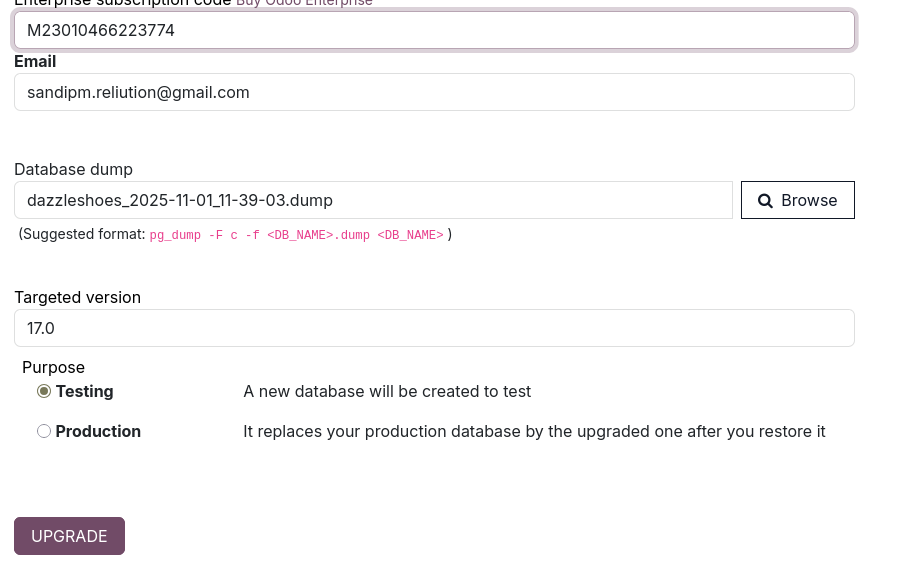 Enterprise subscription code Buy Odoo Enterprise
M23010466223774
Email
sandipm.reliution@gmail.com
Database dump
dazzleshoes_2025-11-01_11-39-03.dump
Browse
(Suggested format: pg_dump -F c -f <DB_NAME>.dump <DB_NAME> )
Targeted version
17.0
Purpose
Testing A new database will be created to test
Production It replaces your production database by the upgraded one after you restore it
UPGRADE